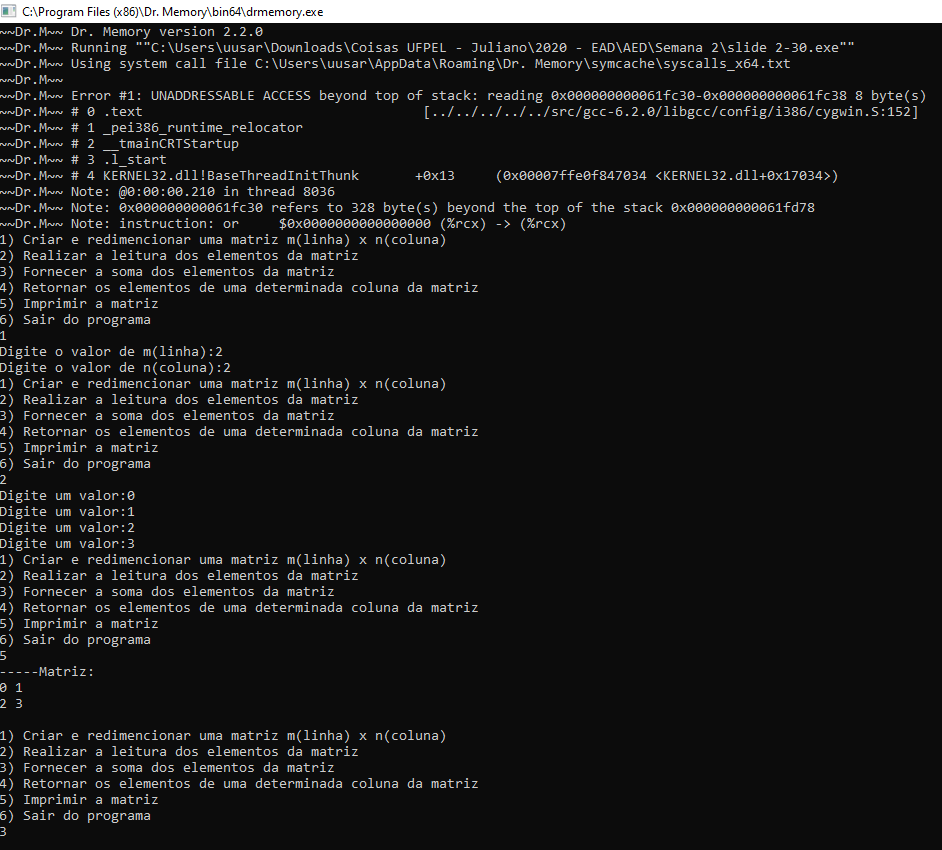 C:\Program Files (x86)\Dr. Memory\bin64\drmemory.exe
~~Dr.M~~ Dr. Memory version 2.2.0
~~Dr.M~~ Running ""C:\Users\uusar\Downloads\Coisas UFPEL - Juliano\2020 - EAD\AED\Semana 2\slide 2-30.exe""
~~Dr.M~~ Using system call file C:\Users\uusar\AppData\Roaming\Dr. Memory\symcache\syscalls_x64.txt
~~Dr.M~~
~~Dr.M~~ Error #1: UNADDRESSABLE ACCESS beyond top of stack: reading 0x000000000061fc30-0x000000000061fc38 8 byte(s)
~~Dr.M~~ # 0 .text [../../../../../src/gcc-6.2.0/libgcc/config/i386/cygwin.S:152]
~~Dr.M~~ # 1 _pei386_runtime_relocator
~~Dr.M~~ # 2 __tmainCRTStartup
~~Dr.M~~ # 3 .l_start
~~Dr.M~~ # 4 KERNEL32.dll!BaseThreadInitThunk +0x13 (0x00007ffe0f847034 <KERNEL32.dll+0x17034>)
~~Dr.M~~ Note: @0:00:00.210 in thread 8036
~~Dr.M~~ Note: 0x000000000061fc30 refers to 328 byte(s) beyond the top of the stack 0x000000000061fd78
~~Dr.M~~ Note: instruction: or $0x0000000000000000 (%rcx) -> (%rcx)
1) Criar e redimencionar uma matriz m(linha) x n(coluna)
2) Realizar a leitura dos elementos da matriz
3) Fornecer a soma dos elementos da matriz
4) Retornar os elementos de uma determinada coluna da matriz
5) Imprimir a matriz
6) Sair do programa
1
Digite o valor de m(linha):2
Digite o valor de n(coluna):2
1) Criar e redimencionar uma matriz m(linha) x n(coluna)
2) Realizar a leitura dos elementos da matriz
3) Fornecer a soma dos elementos da matriz
4) Retornar os elementos de uma determinada coluna da matriz
5) Imprimir a matriz
6) Sair do programa
2
Digite um valor:0
Digite um valor:1
Digite um valor:2
Digite um valor:3
1) Criar e redimencionar uma matriz m(linha) x n(coluna)
2) Realizar a leitura dos elementos da matriz
3) Fornecer a soma dos elementos da matriz
4) Retornar os elementos de uma determinada coluna da matriz
5) Imprimir a matriz
6) Sair do programa
5
-----Matriz:
0 1
2 3
1) Criar e redimencionar uma matriz m(linha) x n(coluna)
2) Realizar a leitura dos elementos da matriz
3) Fornecer a soma dos elementos da matriz
4) Retornar os elementos de uma determinada coluna da matriz
5) Imprimir a matriz
6) Sair do programa
3